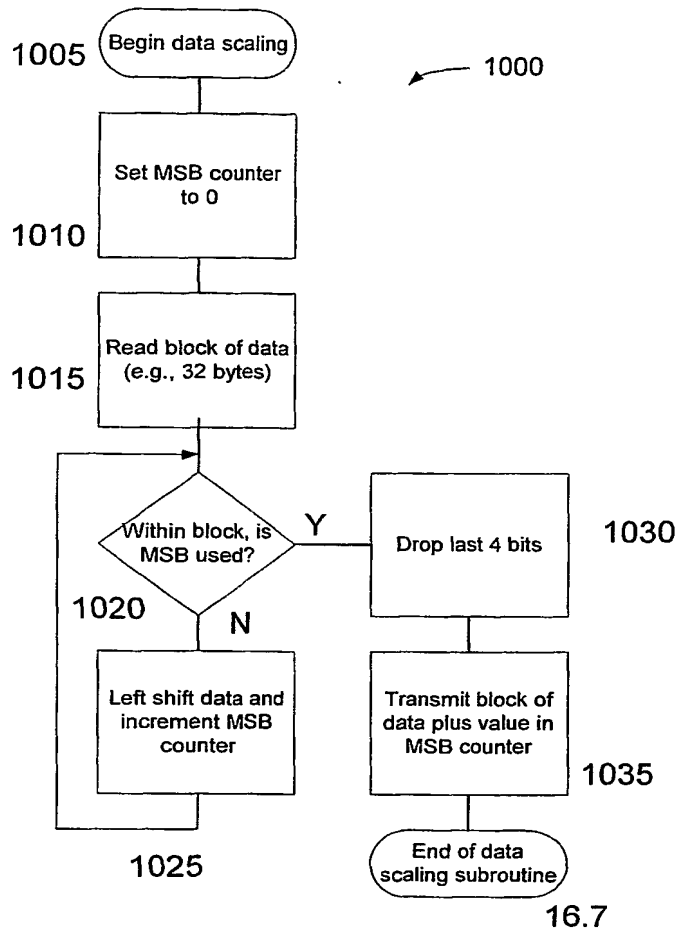 Begin data scaling
1005
1000
Set MSB counter
to 0
1010
Read block of data
(e.g., 32 bytes)
1015
Within block, is
MSB used?
Y
Drop last 4 bits
1030
1020
N
Left shift data and
increment MSB
counter
Transmit block of
data plus value in
MSB counter
1035
1025
End of data
scaling subroutine
16.7